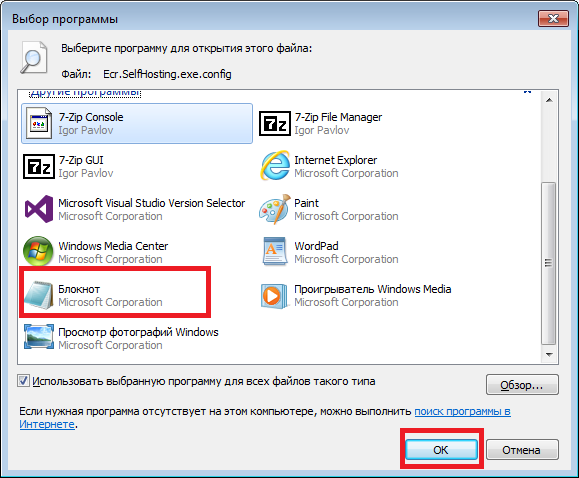 Выбор программы
Выберите программу для открытия этого файла:
Файл: Ecr.SelfHosting.exe.config
Другие программы
7-Zip Console
Igor Pavlov
7-Zip File Manager
Igor Pavlov
7-Zip GUI
Igor Pavlov
Internet Explorer
Microsoft Corporation
Microsoft Visual Studio Version Selector
Microsoft Corporation
Paint
Microsoft Corporation
Windows Media Center
Microsoft Corporation
WordPad
Microsoft Corporation
Блокнот
Microsoft Corporation
Проигрыватель Windows Media
Microsoft Corporation
Просмотр фотографий Windows
Microsoft Corporation
Использовать выбранную программу для всех файлов такого типа
Обзор...
Если нужная программа отсутствует на этом компьютере, можно выполнить поиск программы в
Интернете.
ОК
Отмена